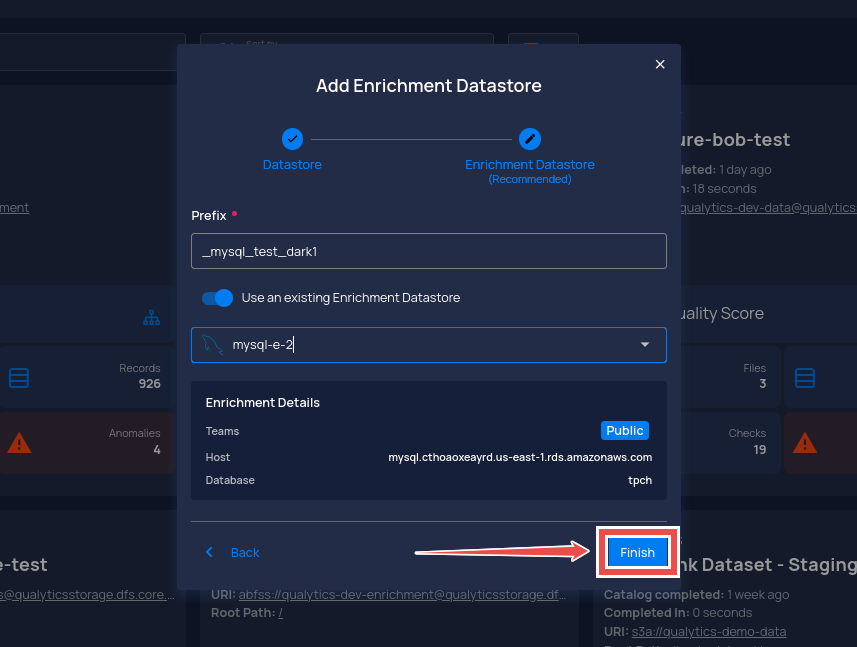 Add Enrichment Datastore
Datastore
Enrichment Datastore
(Recommended)
Prefix •
_mysql_test_dark1
Use an existing Enrichment Datastore
mysql-e-2
Enrichment Details
Teams Public
Host mysql.cthoaoxeayrd.us-east-1.rds.amazonaws.com
Database tpch
Back
Finish
ment
Records
926
Anomalies
4
ure-bob-test
leted: 1 day ago
n: 18 seconds
qualytics-dev-data@qualytics
uality Score
Files
3
Checks
19
e-test
s@qualyticsstorage.dfs.core....
URI: abfss://qualytics-dev-enrichment@qualyticsstorage.df...
Root Path: /
nk Dataset - Staging
Catalog completed: 1 week ago
Completed In: 0 seconds
URI: s3a://qualytics-demo-data